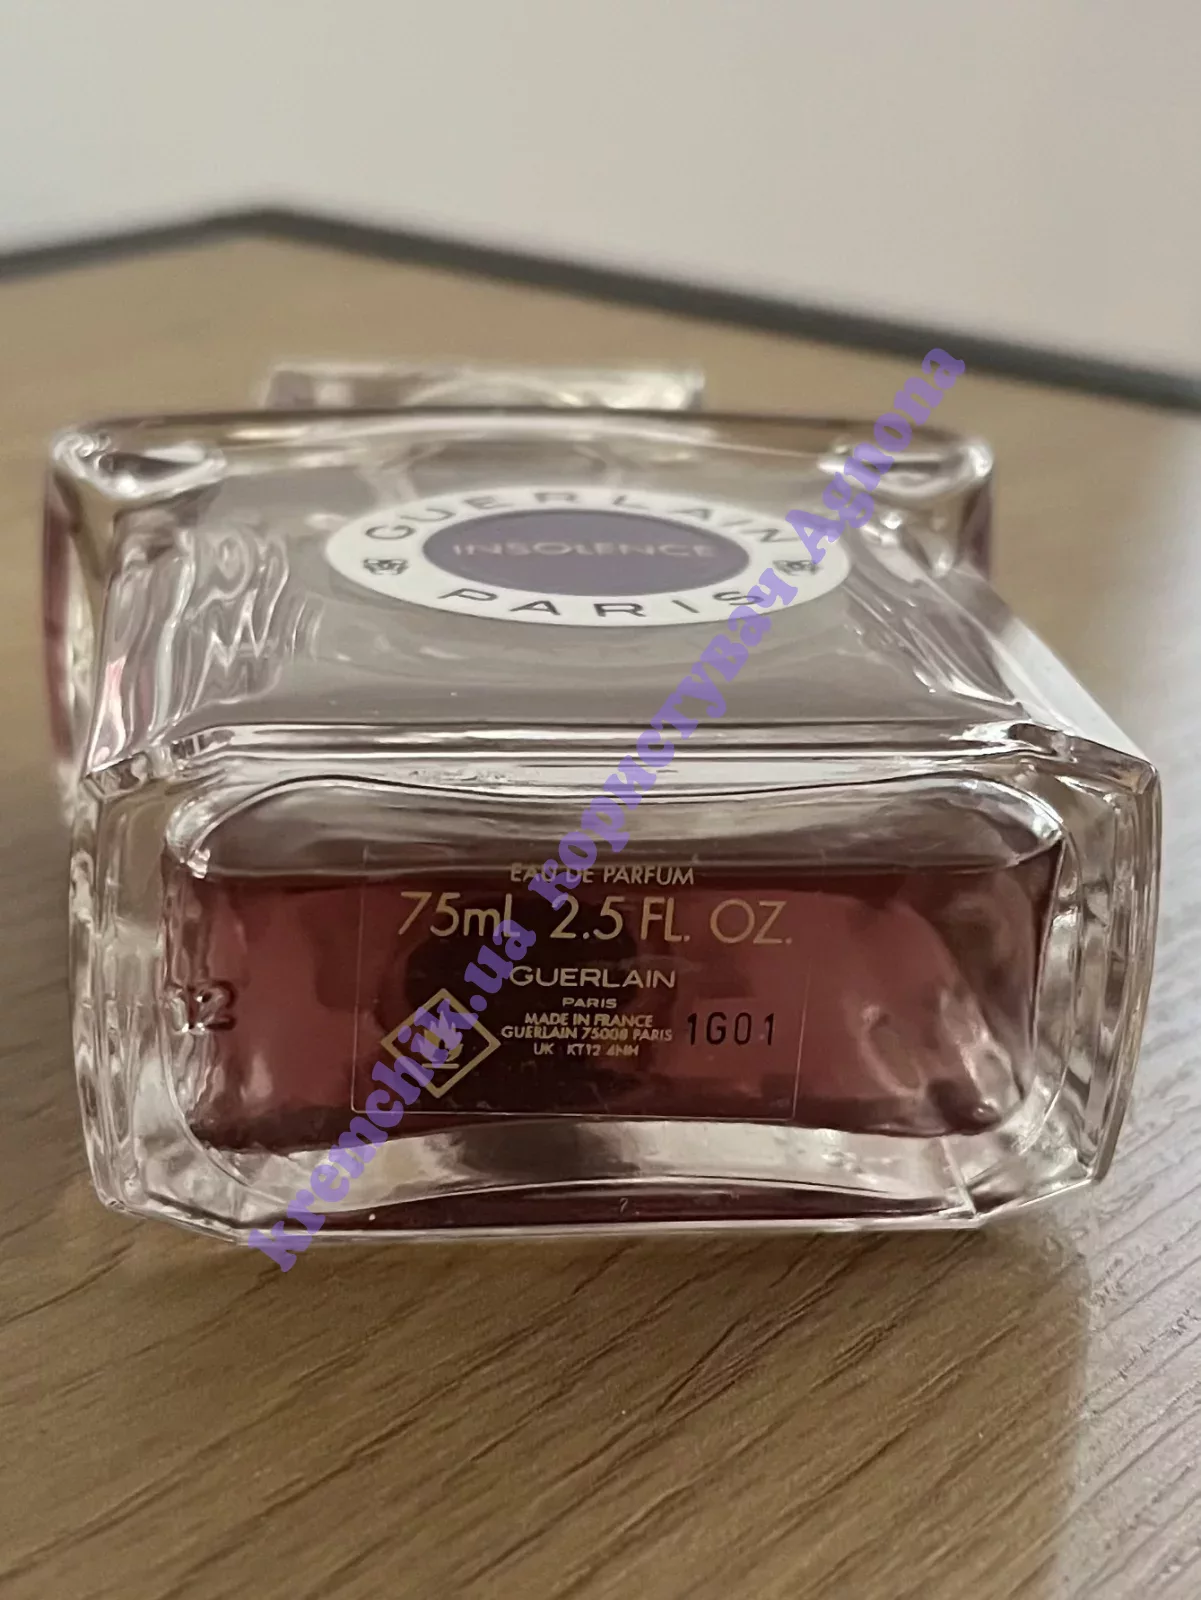 GUERLAIN
INSOLENCE
PARIS
EAU DE PARFUM
75mL 2.5 FL. OZ.
GUERLAIN
PARIS
MADE IN FRANCE
GUERLAIN 75008 PARIS
UK KT12 4NH
1G01
12
kremchik.ua користувач Agnona